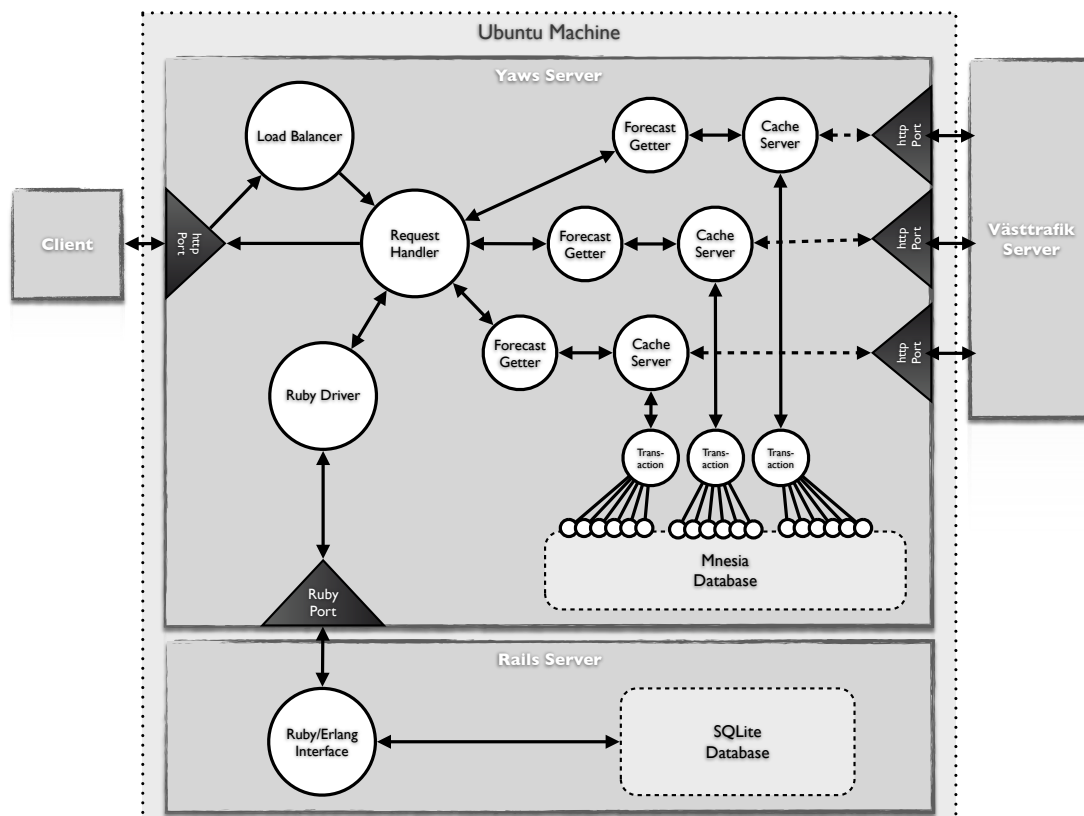 Ubuntu Machine
Yaws Server
Load Balancer
Forecast
Getter
Cache
Server
http
Port
Client
http
Port
Request
Handler
Forecast
Getter
Cache
Server
http
Port
Västtrafik
Server
Forecast
Getter
Cache
Server
http
Port
Ruby Driver
Trans-
action
Trans-
action
Trans-
action
Mnesia
Database
Ruby
Port
Rails Server
Ruby/Erlang
Interface
SQLite
Database